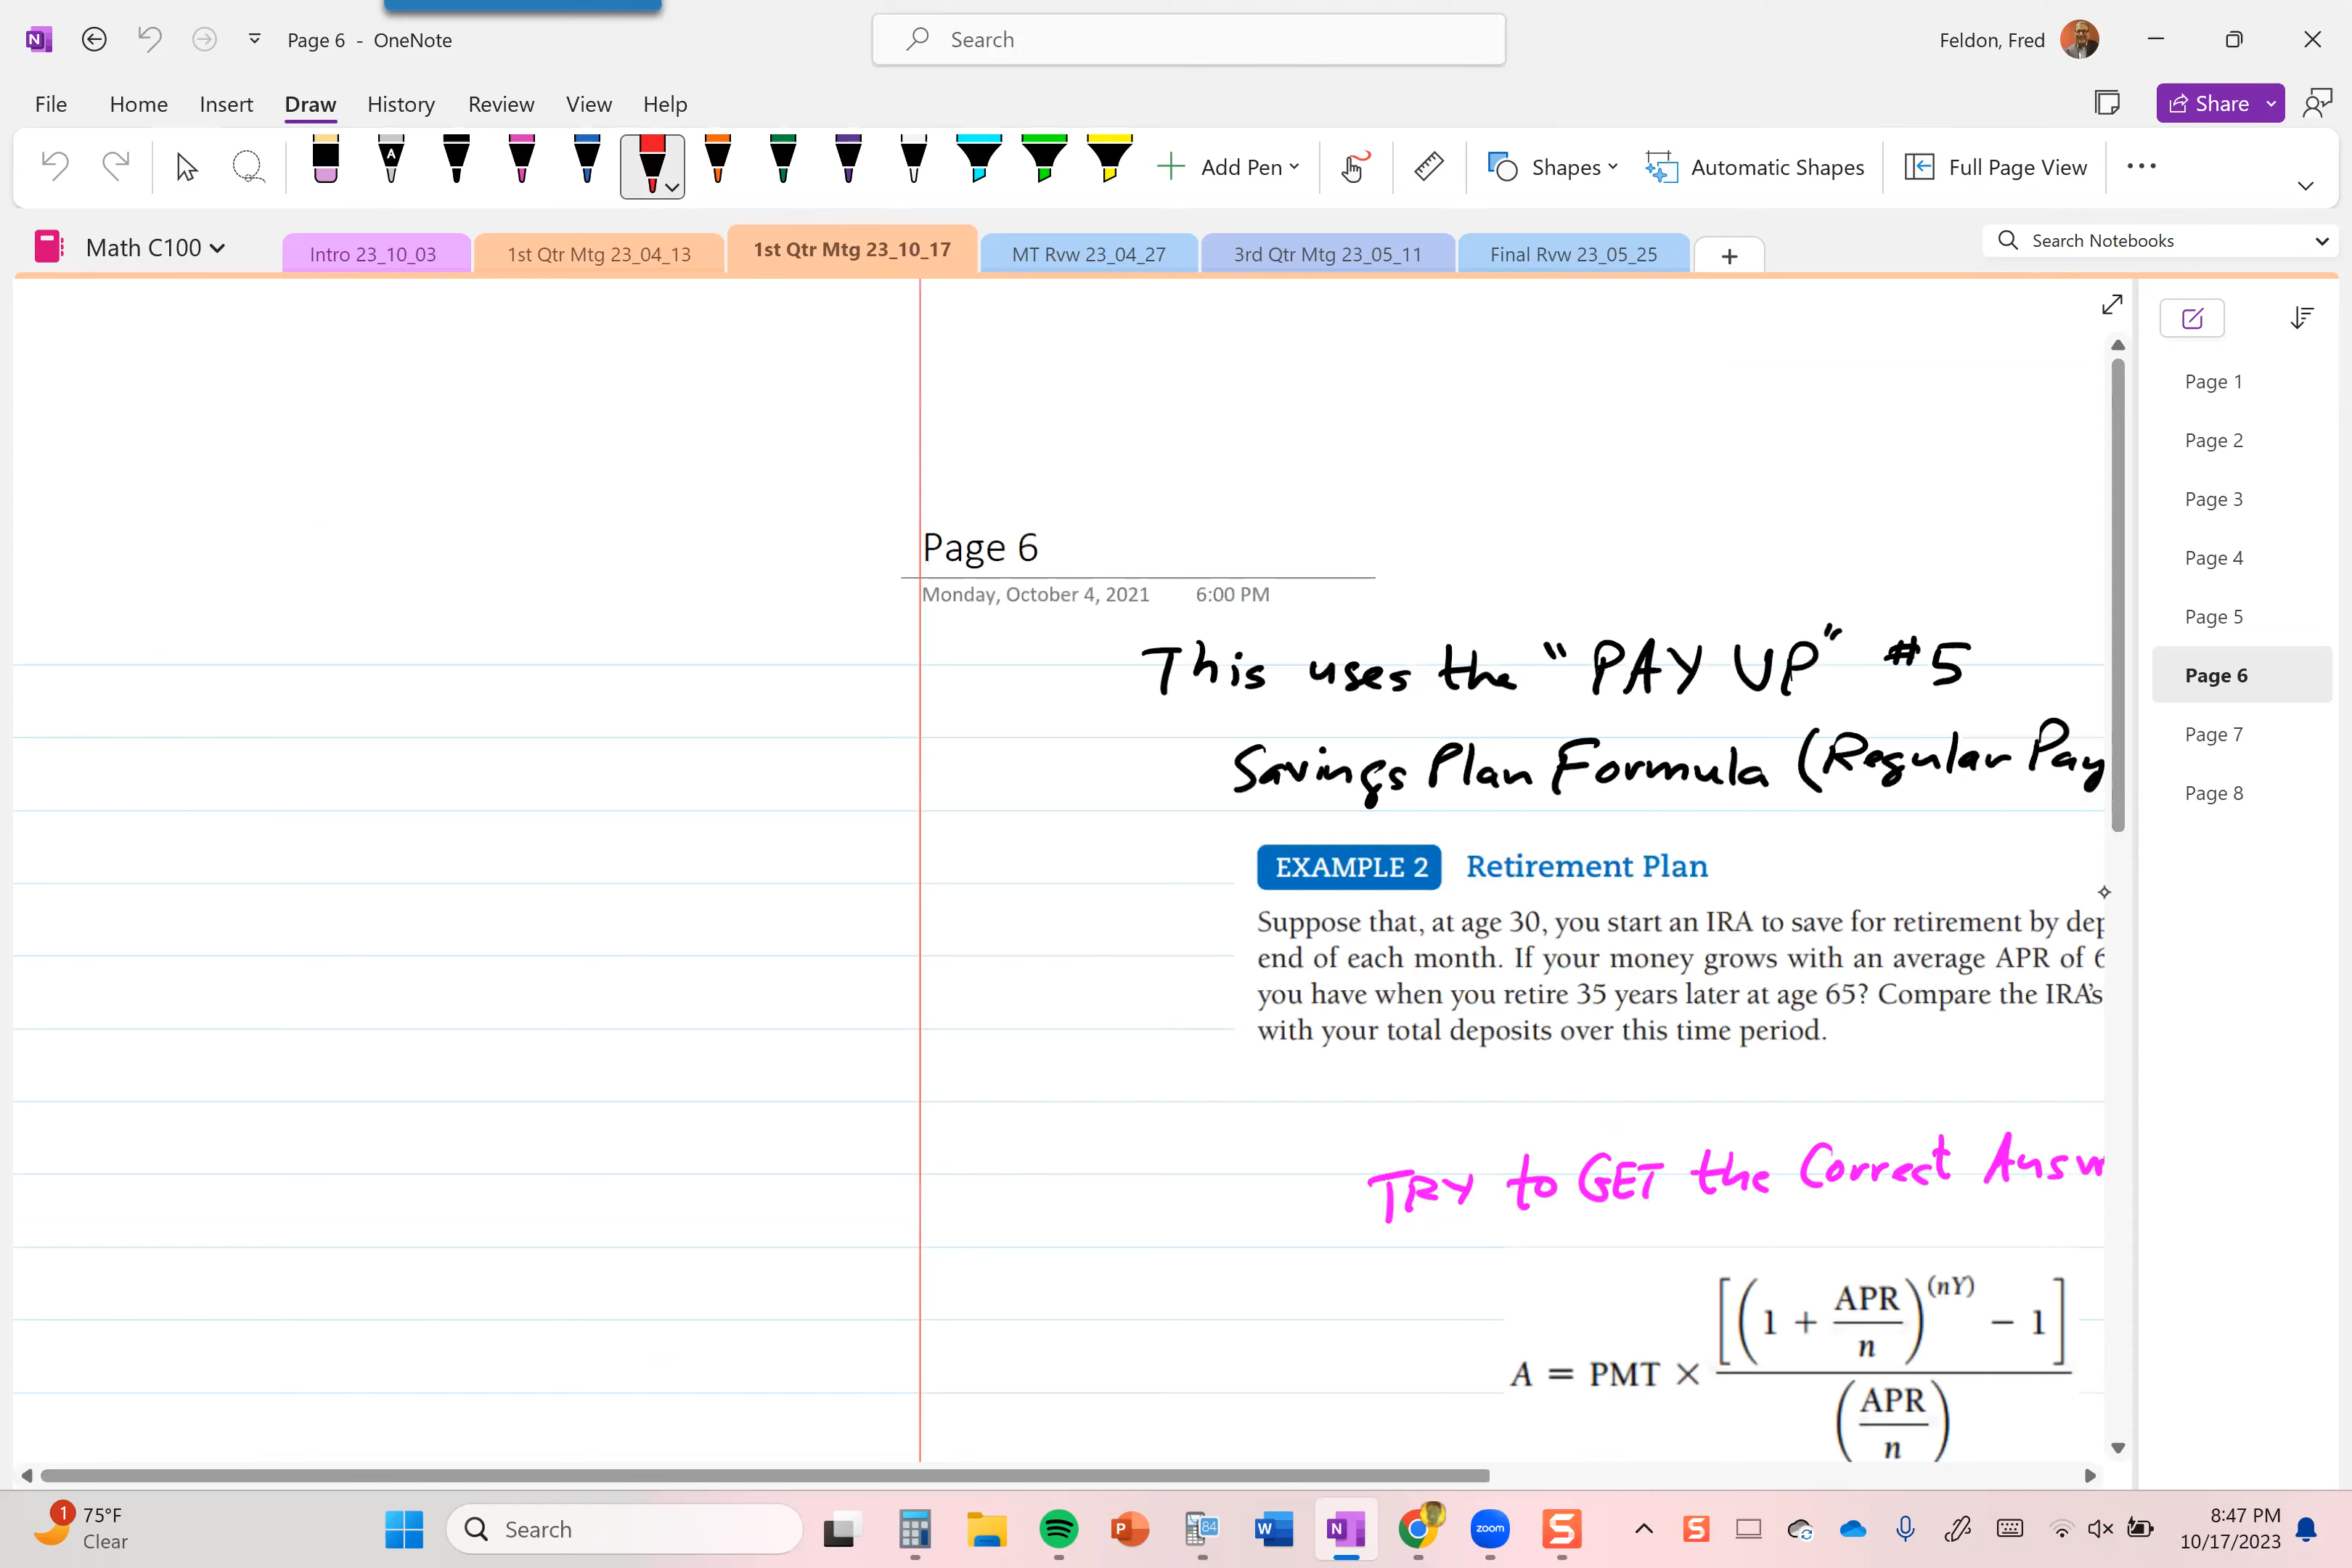 Page 6 - OneNote
Search
Feldon, Fred
File Home Insert Draw History Review View Help
Share
A
Add Pen
Shapes
Automatic Shapes
Full Page View
Math C100
Intro 23_10_03
1st Qtr Mtg 23_04_13
1st Qtr Mtg 23_10_17
MT Rvw 23_04_27
3rd Qtr Mtg 23_05_11
Final Rvw 23_05_25
+
Search Notebooks
Page 6
Monday, October 4, 2021 6:00 PM
This uses the "PAY UP" #5
Savings Plan Formula (Regular Pay
EXAMPLE 2 Retirement Plan
Suppose that, at age 30, you start an IRA to save for retirement by dep
end of each month. If your money grows with an average APR of 6
you have when you retire 35 years later at age 65? Compare the IRA's
with your total deposits over this time period.
TRY to GET the Correct Answ
A = PMT × [(1 + APR/n)^(nY) − 1] / (APR/n)
Page 1
Page 2
Page 3
Page 4
Page 5
Page 6
Page 7
Page 8
1
75°F
Clear
Search
84
zoom
8:47 PM
10/17/2023